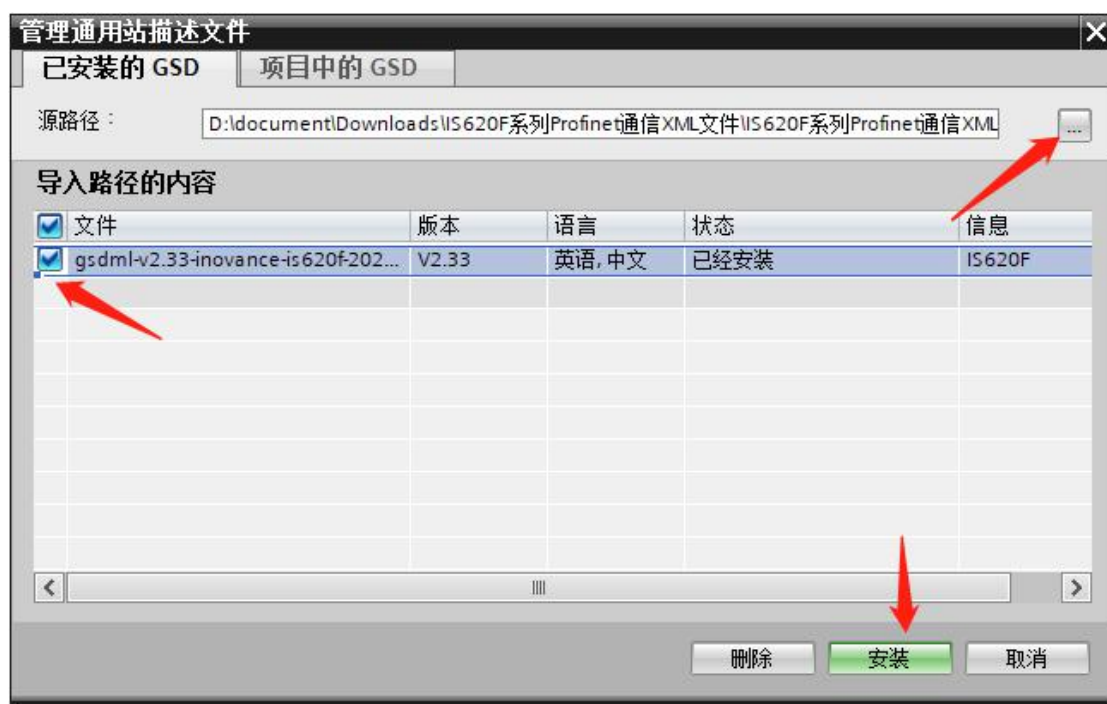 管理通用站描述文件
已安装的 GSD 项目中的 GSD
源路径： D:\document\Downloads\IS620F系列Profinet通信XML文件\IS620F系列Profinet通信XML ...
导入路径的内容
文件 版本 语言 状态 信息
gsdml-v2.33-inovance-is620f-202... V2.33 英语, 中文 已经安装 IS620F
删除 安装 取消